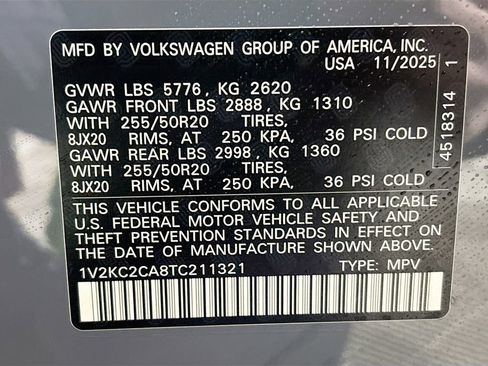 MFD BY VOLKSWAGEN GROUP OF AMERICA, INC.
USA 11/2025
GVWR LBS 5776 , KG 2620
GAWR FRONT LBS 2888, KG 1310
WITH 255/50R20 TIRES,
8JX20 RIMS, AT 250 KPA, 36 PSI COLD
GAWR REAR LBS 2998, KG 1360
WITH 255/50R20 TIRES,
8JX20 RIMS, AT 250 KPA, 36 PSI COLD
THIS VEHICLE CONFORMS TO ALL APPLICABLE
U.S. FEDERAL MOTOR VEHICLE SAFETY AND
THEFT PREVENTION STANDARDS IN EFFECT ON
THE DATE OF MANUFACTURE SHOWN ABOVE.
1V2KC2CA8TC211321 TYPE: MPV
4518314 1